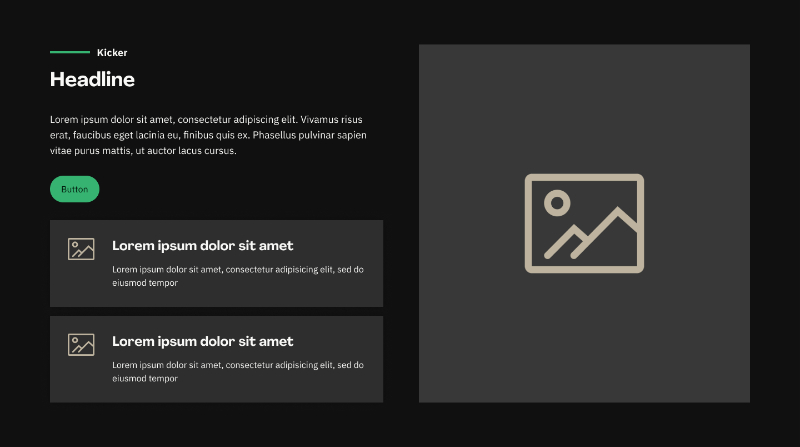 Kicker
Headline
Lorem ipsum dolor sit amet, consectetur adipiscing elit. Vivamus risus
erat, faucibus eget lacinia eu, finibus quis ex. Phasellus pulvinar sapien
vitae purus mattis, ut auctor lacus cursus.
Button
Lorem ipsum dolor sit amet
Lorem ipsum dolor sit amet, consectetur adipisicing elit, sed do
eiusmod tempor
Lorem ipsum dolor sit amet
Lorem ipsum dolor sit amet, consectetur adipisicing elit, sed do
eiusmod tempor